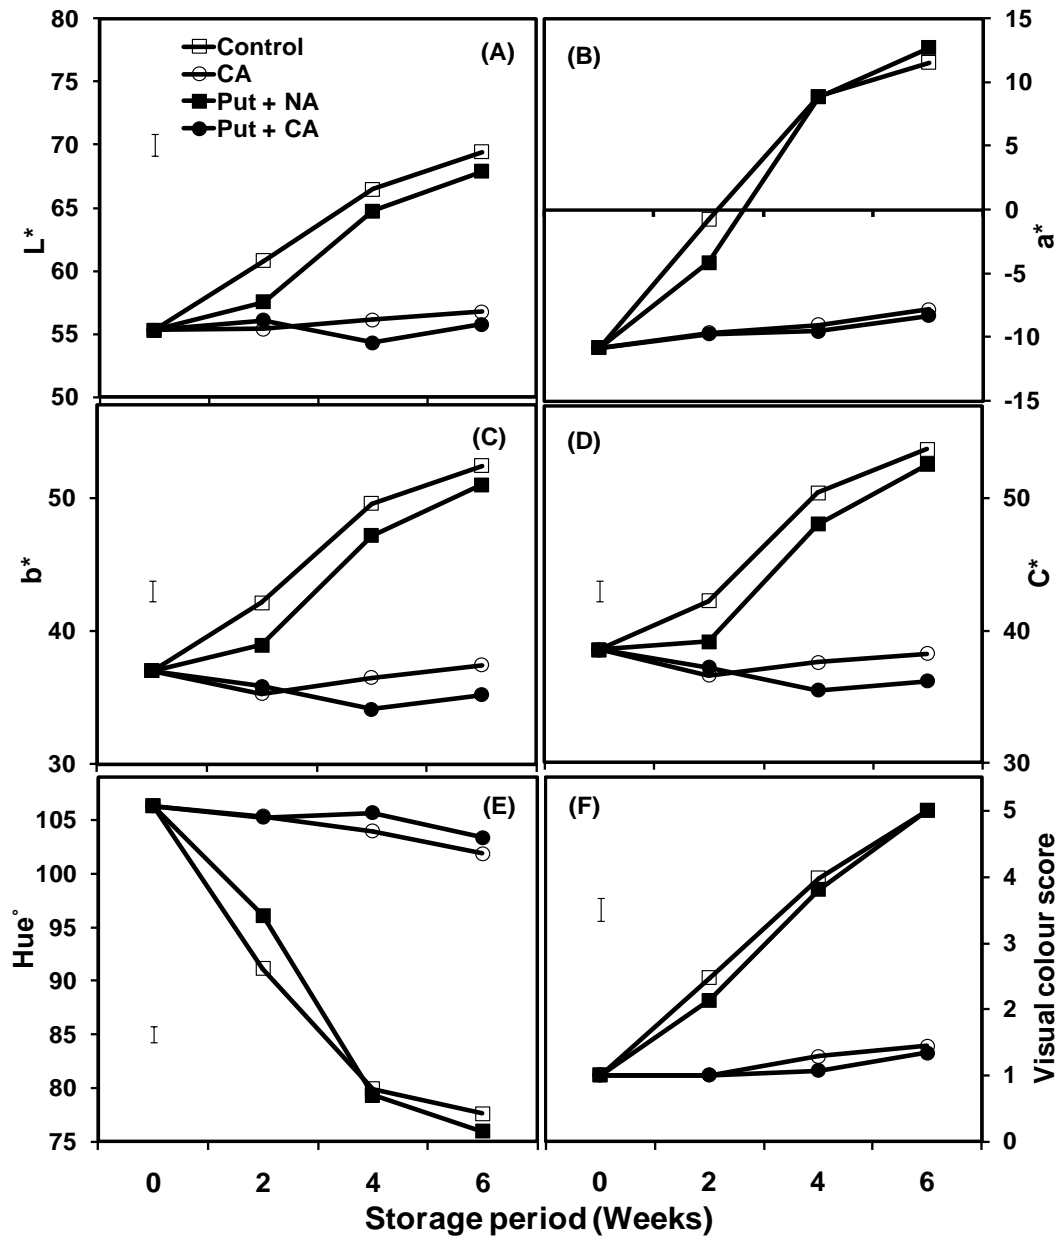 80
75
70
65
60
55
50
L*
Control
CA
Put + NA
Put + CA
(A)
(B)
15
10
5
0
-5
-10
-15
a*
50
40
30
b*
(C)
(D)
50
40
30
C*
105
100
95
90
85
80
75
Hue°
(E)
(F)
5
4
3
2
1
0
Visual colour score
0 2 4 6 0 2 4 6
Storage period (Weeks)